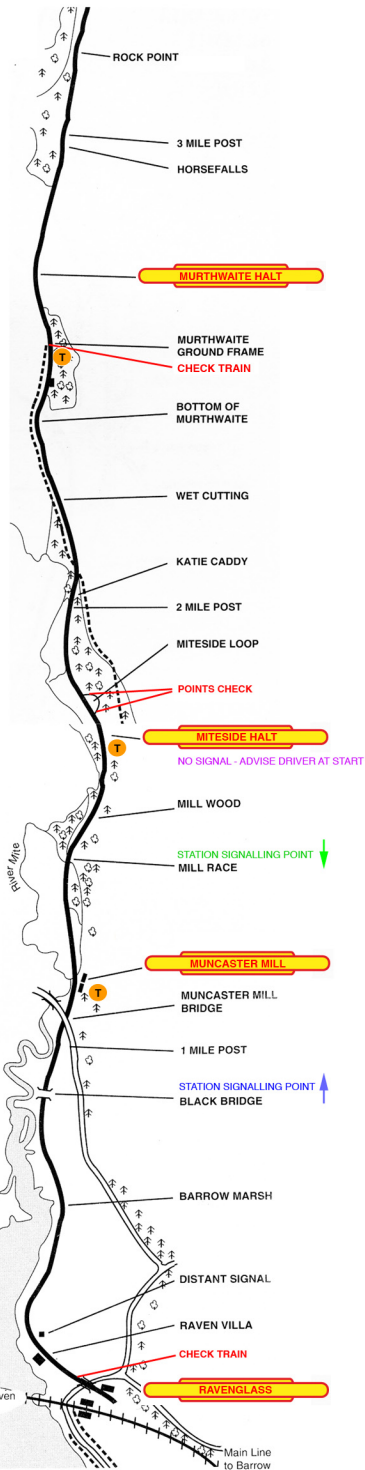 ROCK POINT
3 MILE POST
HORSEFALLS
MURTHWAITE HALT
MURTHWAITE
GROUND FRAME
T
CHECK TRAIN
BOTTOM OF
MURTHWAITE
WET CUTTING
KATIE CADDY
2 MILE POST
MITESIDE LOOP
POINTS CHECK
MITESIDE HALT
T
NO SIGNAL - ADVISE DRIVER AT START
MILL WOOD
STATION SIGNALLING POINT
MILL RACE
River Mite
MUNCASTER MILL
T
MUNCASTER MILL
BRIDGE
1 MILE POST
STATION SIGNALLING POINT
BLACK BRIDGE
BARROW MARSH
DISTANT SIGNAL
RAVEN VILLA
CHECK TRAIN
RAVENGLASS
ven
Main Line
to Barrow